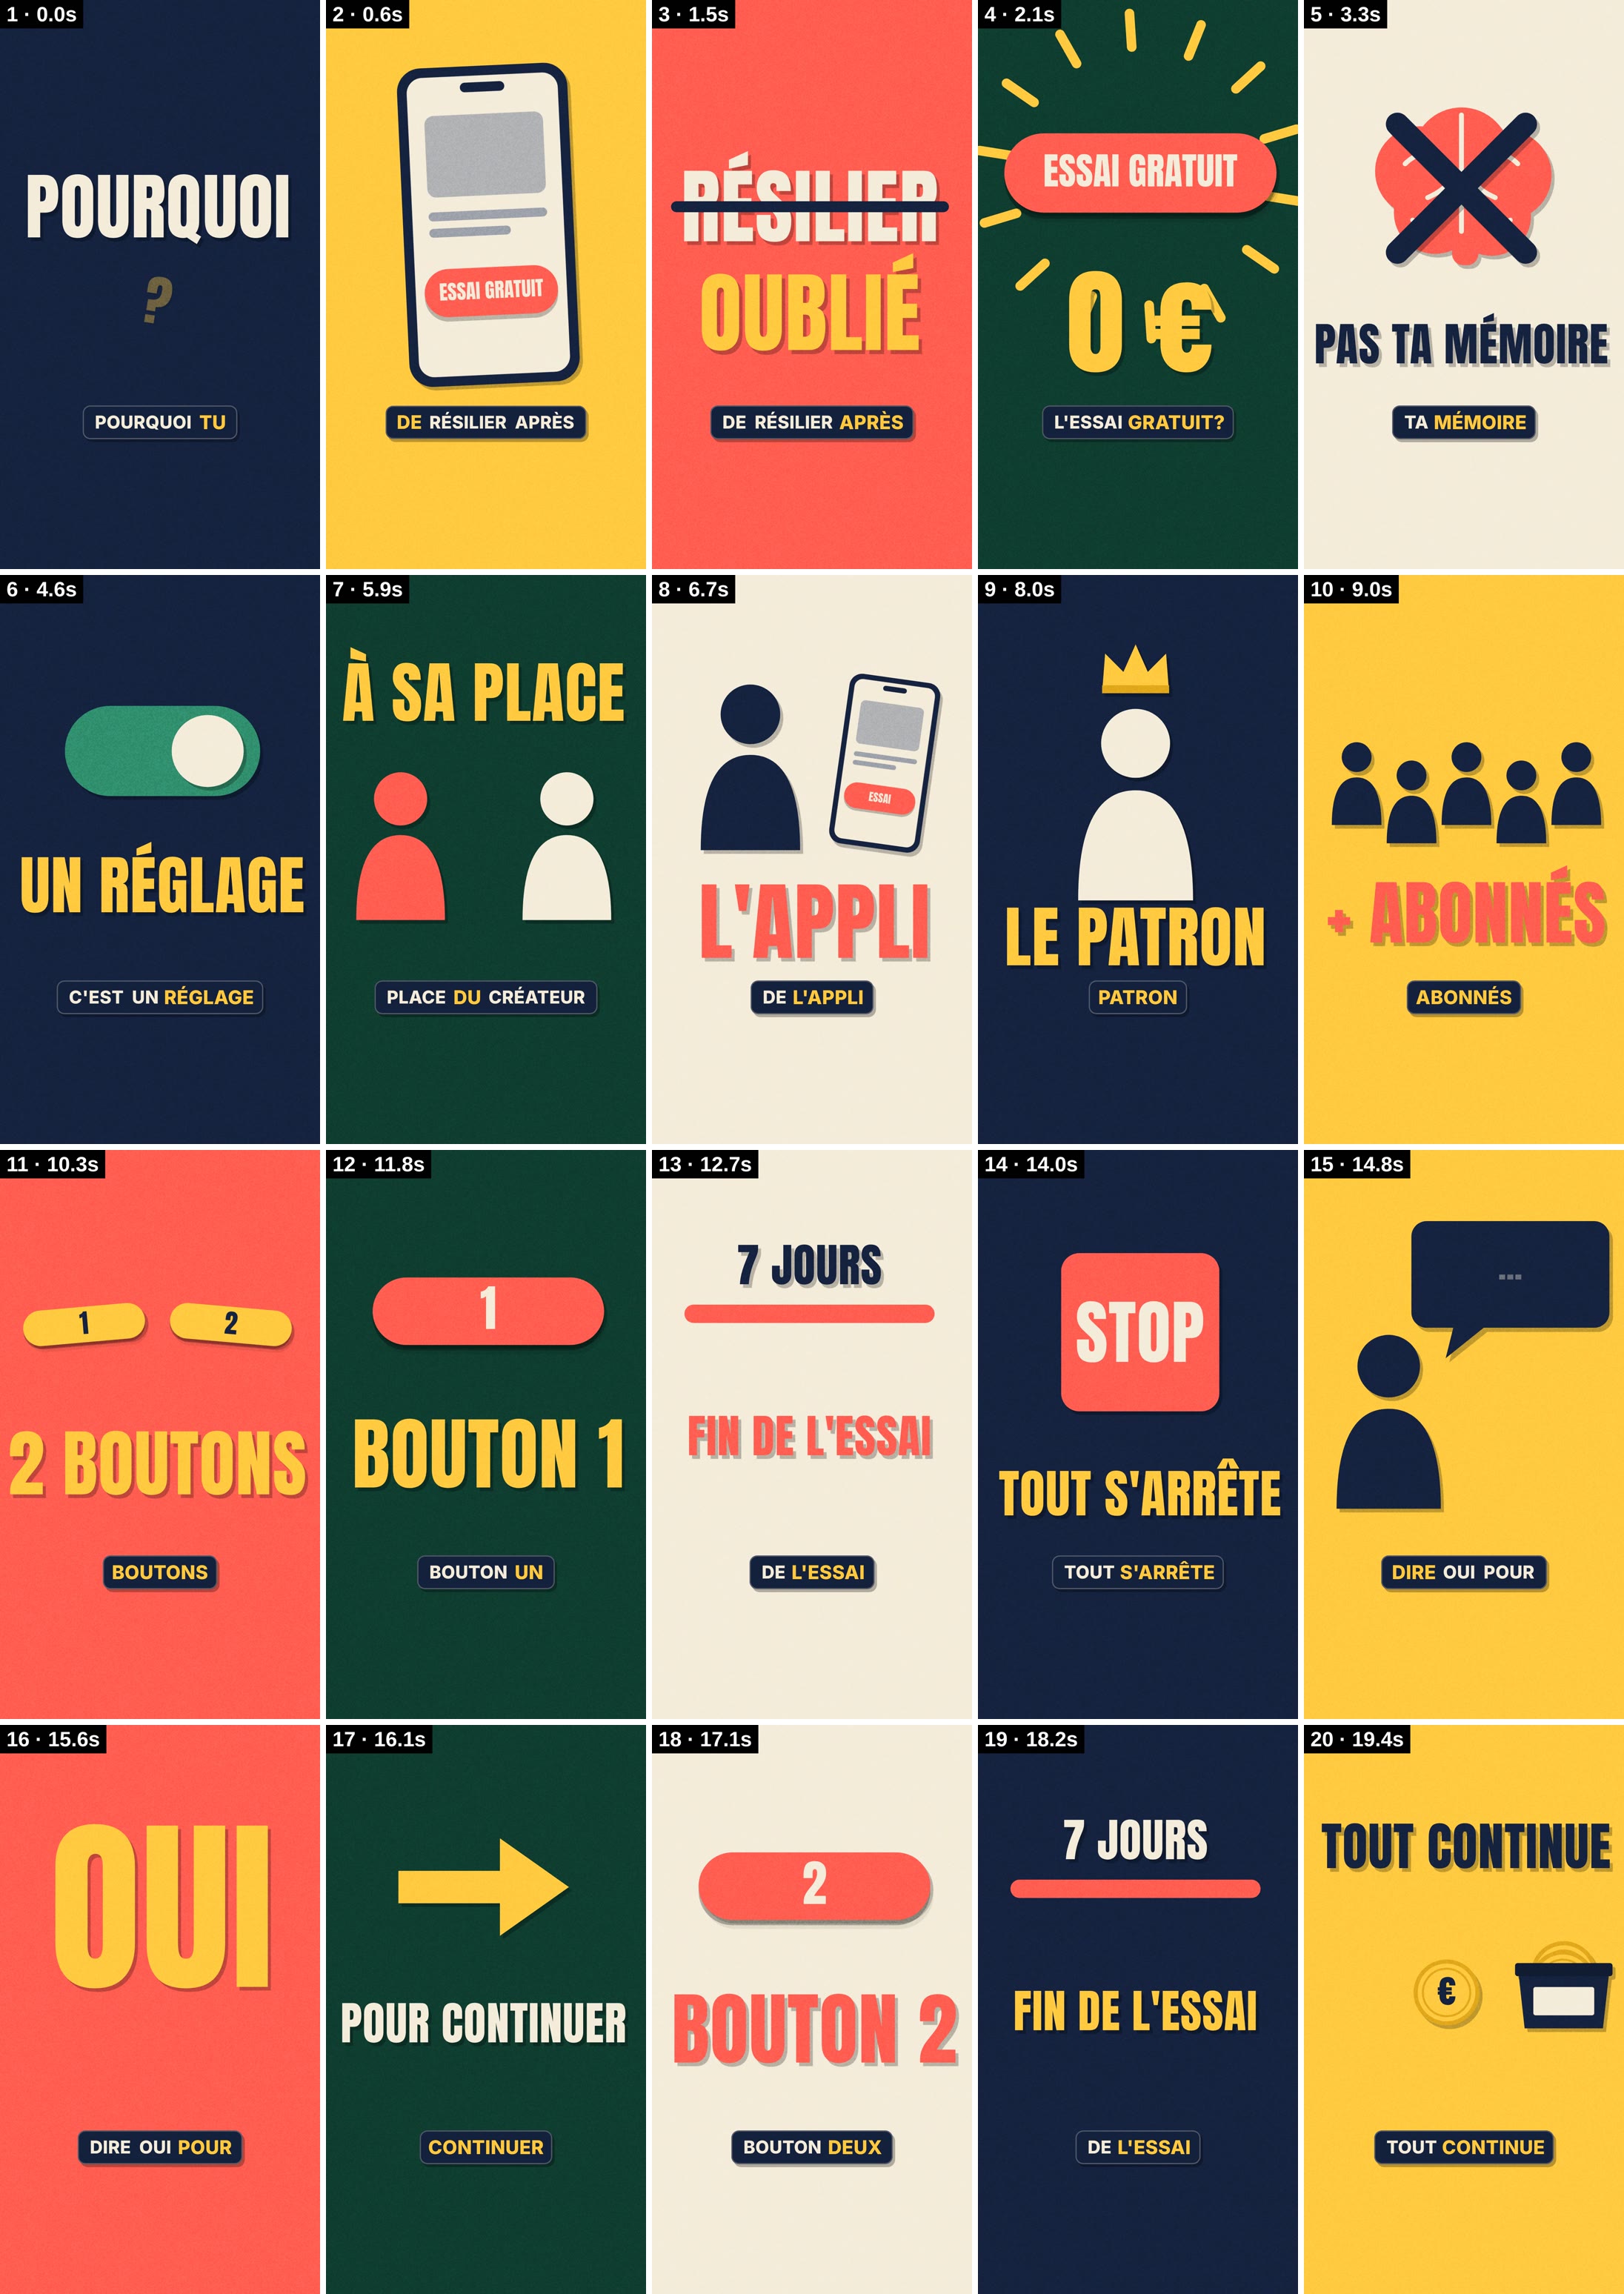 1 · 0.0s
POURQUOI
?
POURQUOI TU
2 · 0.6s
ESSAI GRATUIT
DE RÉSILIER APRÈS
3 · 1.5s
RÉSILIER
OUBLIÉ
DE RÉSILIER APRÈS
4 · 2.1s
ESSAI GRATUIT
0 €
L'ESSAI GRATUIT?
5 · 3.3s
PAS TA MÉMOIRE
TA MÉMOIRE
6 · 4.6s
UN RÉGLAGE
C'EST UN RÉGLAGE
7 · 5.9s
À SA PLACE
PLACE DU CRÉATEUR
8 · 6.7s
ESSAI
L'APPLI
DE L'APPLI
9 · 8.0s
LE PATRON
PATRON
10 · 9.0s
+ ABONNÉS
ABONNÉS
11 · 10.3s
1
2
2 BOUTONS
BOUTONS
12 · 11.8s
1
BOUTON 1
BOUTON UN
13 · 12.7s
7 JOURS
FIN DE L'ESSAI
DE L'ESSAI
14 · 14.0s
STOP
TOUT S'ARRÊTE
TOUT S'ARRÊTE
15 · 14.8s
...
DIRE OUI POUR
16 · 15.6s
OUI
DIRE OUI POUR
17 · 16.1s
POUR CONTINUER
CONTINUER
18 · 17.1s
2
BOUTON 2
BOUTON DEUX
19 · 18.2s
7 JOURS
FIN DE L'ESSAI
DE L'ESSAI
20 · 19.4s
TOUT CONTINUE
€
TOUT CONTINUE